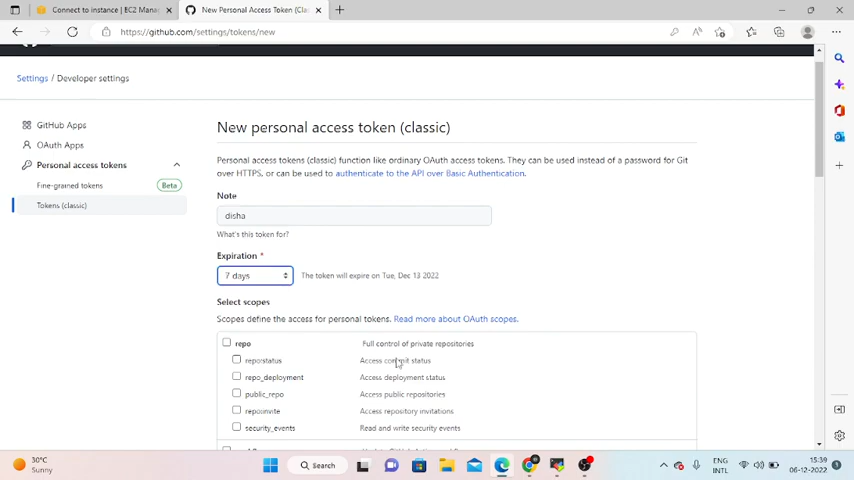 Connect to instance | EC2 Mana
New Personal Access Token (Clas
https://github.com/settings/tokens/new
Settings / Developer settings
GitHub Apps
OAuth Apps
Personal access tokens
Fine-grained tokens Beta
Tokens (classic)
New personal access token (classic)
Personal access tokens (classic) function like ordinary OAuth access tokens. They can be used instead of a password for Git
over HTTPS, or can be used to authenticate to the API over Basic Authentication.
Note
disha
What's this token for?
Expiration *
7 days The token will expire on Tue, Dec 13 2022
Select scopes
Scopes define the access for personal tokens. Read more about OAuth scopes.
repo Full control of private repositories
repo:status Access commit status
repo_deployment Access deployment status
public_repo Access public repositories
repo:invite Access repository invitations
security_events Read and write security events
30°C
Sunny
Search
ENG
INTL
15:39
06-12-2022